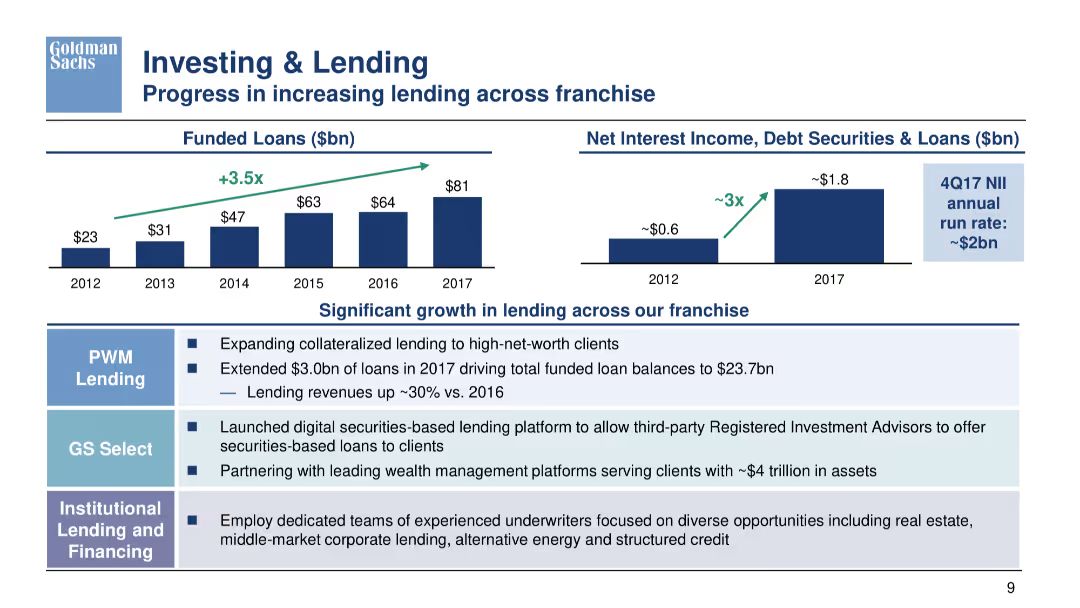 Goldman
Sachs
Investing & Lending
Progress in increasing lending across franchise
Funded Loans ($bn)
+3.5x
$23
$31
$47
$63
$64
$81
2012
2013
2014
2015
2016
2017
Net Interest Income, Debt Securities & Loans ($bn)
~$0.6
~3x
~$1.8
2012
2017
4Q17 NII
annual
run rate:
~$2bn
Significant growth in lending across our franchise
PWM
Lending
Expanding collateralized lending to high-net-worth clients
Extended $3.0bn of loans in 2017 driving total funded loan balances to $23.7bn
— Lending revenues up ~30% vs. 2016
GS Select
Launched digital securities-based lending platform to allow third-party Registered Investment Advisors to offer
securities-based loans to clients
Partnering with leading wealth management platforms serving clients with ~$4 trillion in assets
Institutional
Lending and
Financing
Employ dedicated teams of experienced underwriters focused on diverse opportunities including real estate,
middle-market corporate lending, alternative energy and structured credit
9